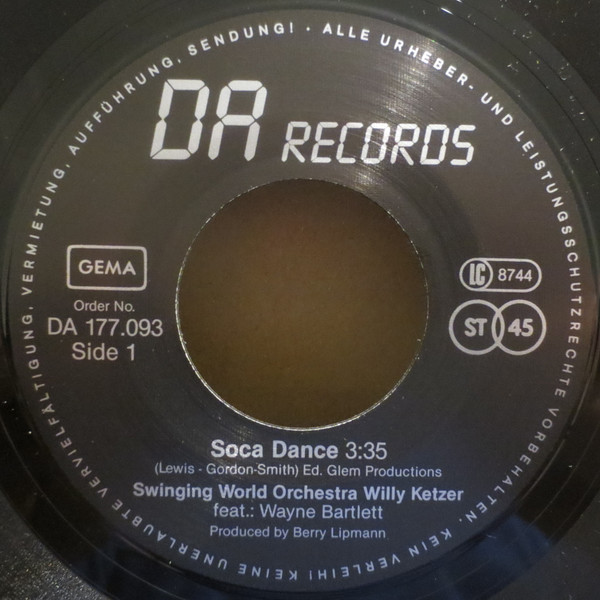 ALLE URHEBER- UND LEISTUNGSSCHUTZRECHTE VORBEHALTEN. KEIN VERLEIH! KEINE UNERLAUBTE VERVIELFÄLTIGUNG, VERMIETUNG, AUFFÜHRUNG, SENDUNG! ·
DA RECORDS
GEMA
Order No.
DA 177.093
Side 1
LC 8744
ST 45
Soca Dance 3:35
(Lewis - Gordon-Smith) Ed. Glem Productions
Swinging World Orchestra Willy Ketzer
feat.: Wayne Bartlett
Produced by Berry Lipmann